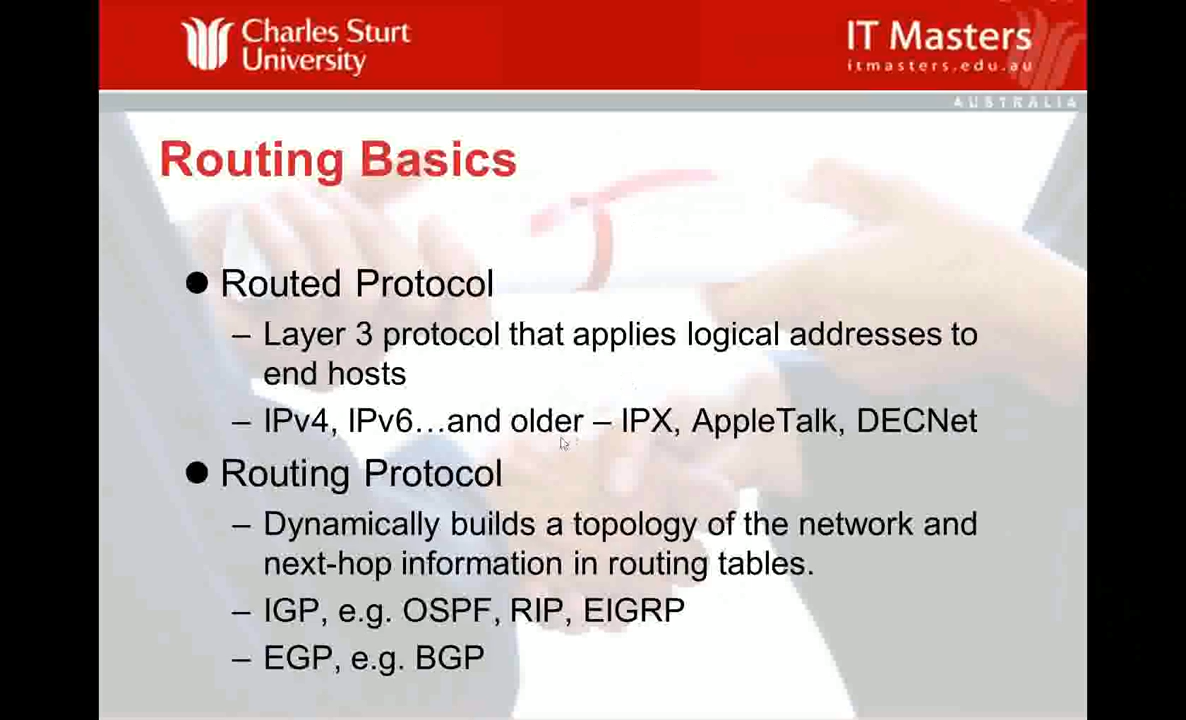 Charles Sturt
University
IT Masters
itmasters.edu.au
AUSTRALIA
Routing Basics
● Routed Protocol
– Layer 3 protocol that applies logical addresses to
end hosts
– IPv4, IPv6…and older – IPX, AppleTalk, DECNet
● Routing Protocol
– Dynamically builds a topology of the network and
next-hop information in routing tables.
– IGP, e.g. OSPF, RIP, EIGRP
– EGP, e.g. BGP